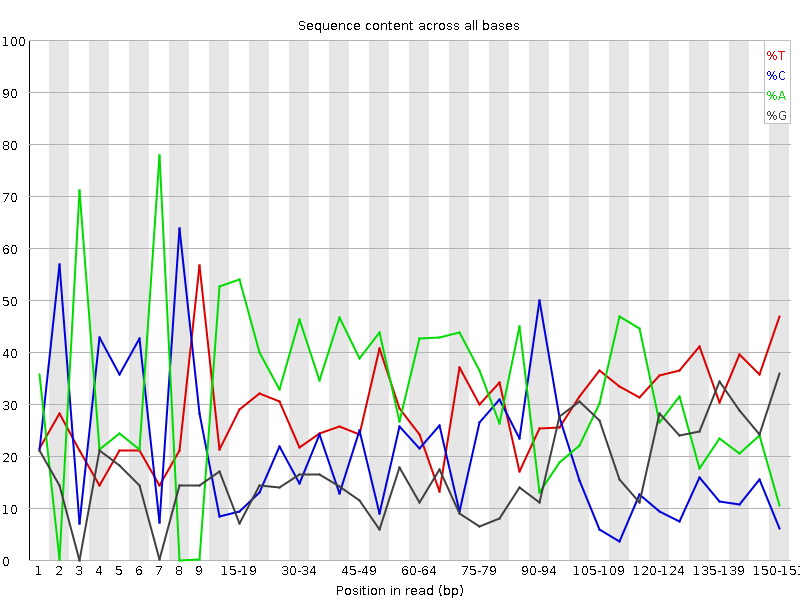 Sequence content across all bases
%T
%C
%A
%G
100
90
80
70
60
50
40
30
20
10
0
1 2 3 4 5 6 7 8 9 15-19 30-34 45-49 60-64 75-79 90-94 105-109 120-124 135-139 150-151
Position in read (bp)